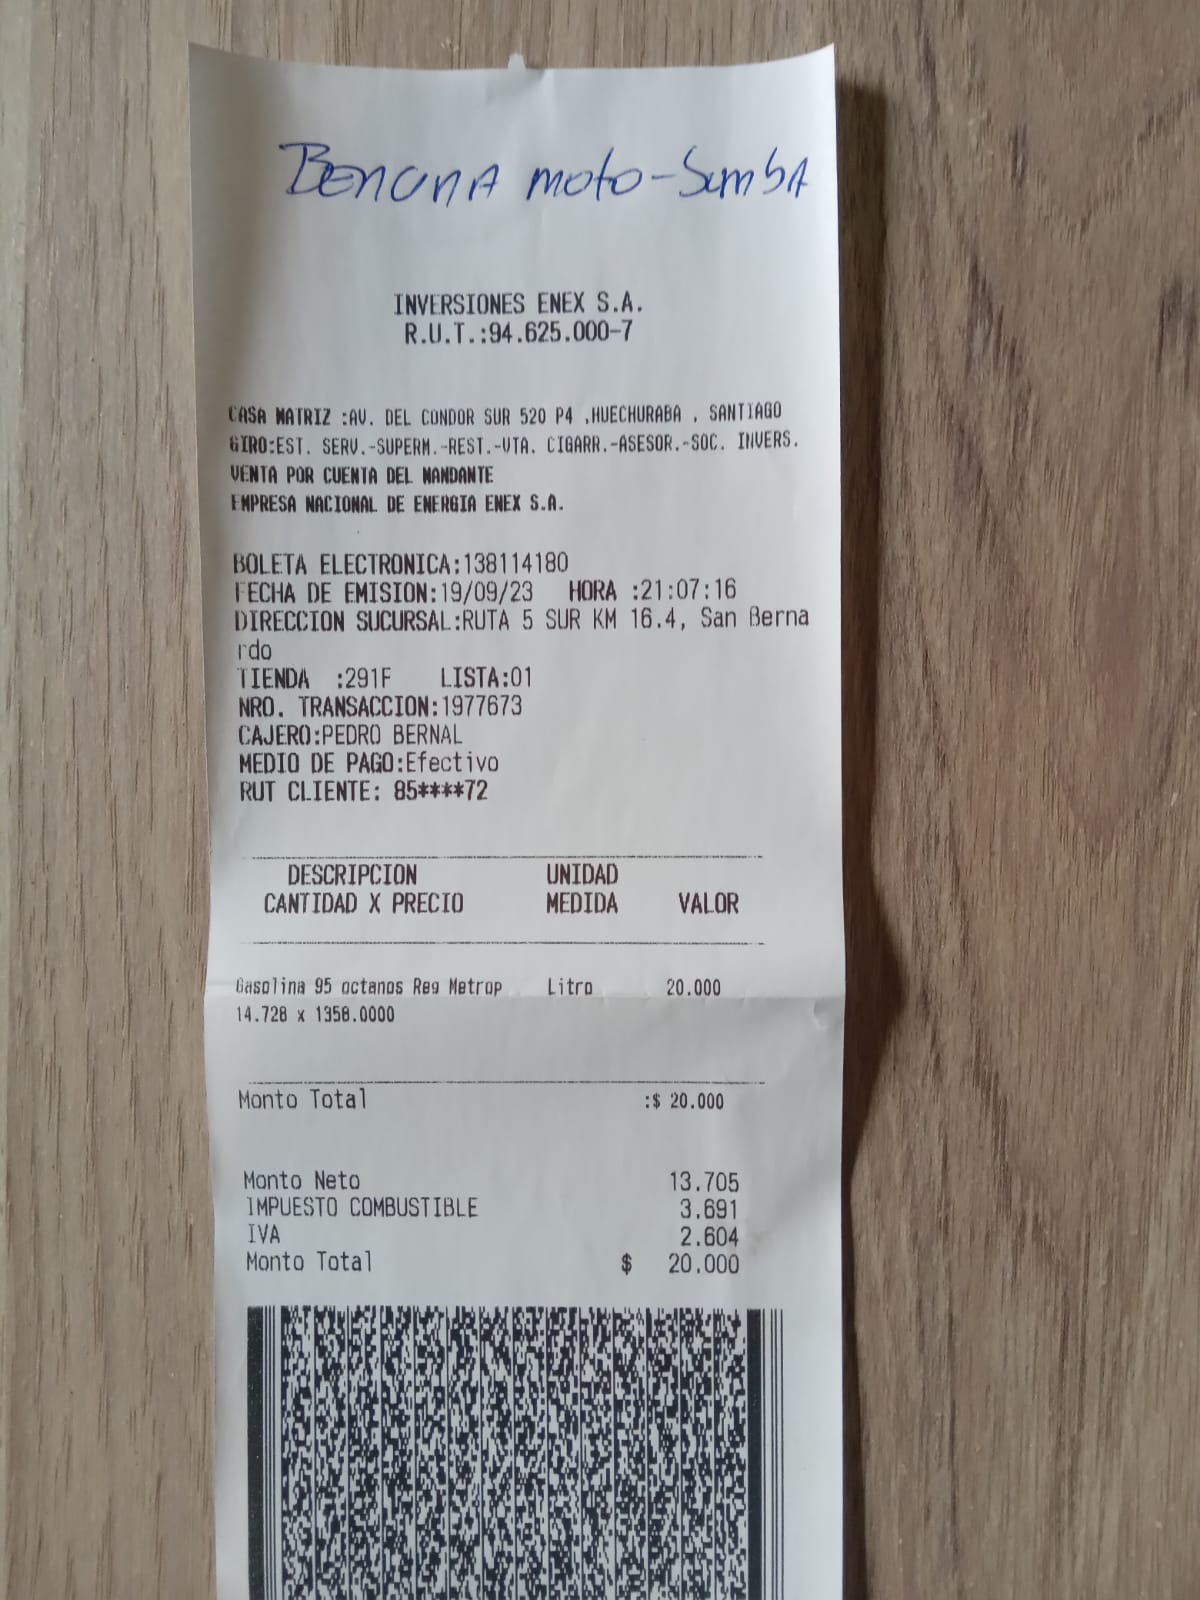 Bencina moto-bomba
INVERSIONES ENEX S.A.
R.U.T.:94.625.000-7
CASA MATRIZ :AV. DEL CONDOR SUR 520 P4 ,HUECHURABA , SANTIAGO
GIRO:EST. SERV.-SUPERM.-REST.-VTA. CIGARR.-ASESOR.-SOC. INVERS.
VENTA POR CUENTA DEL MANDANTE
EMPRESA NACIONAL DE ENERGIA ENEX S.A.
BOLETA ELECTRONICA:138114180
FECHA DE EMISION:19/09/23 HORA :21:07:16
DIRECCION SUCURSAL:RUTA 5 SUR KM 16.4, San Berna
rdo
TIENDA :291F LISTA:01
NRO. TRANSACCION:1977673
CAJERO:PEDRO BERNAL
MEDIO DE PAGO:Efectivo
RUT CLIENTE: 85****72
DESCRIPCION UNIDAD
CANTIDAD X PRECIO MEDIDA VALOR
Gasolina 95 octanos Reg Metrop Litro 20.000
14.728 x 1358.0000
Monto Total :$ 20.000
Monto Neto 13.705
IMPUESTO COMBUSTIBLE 3.691
IVA 2.604
Monto Total $ 20.000